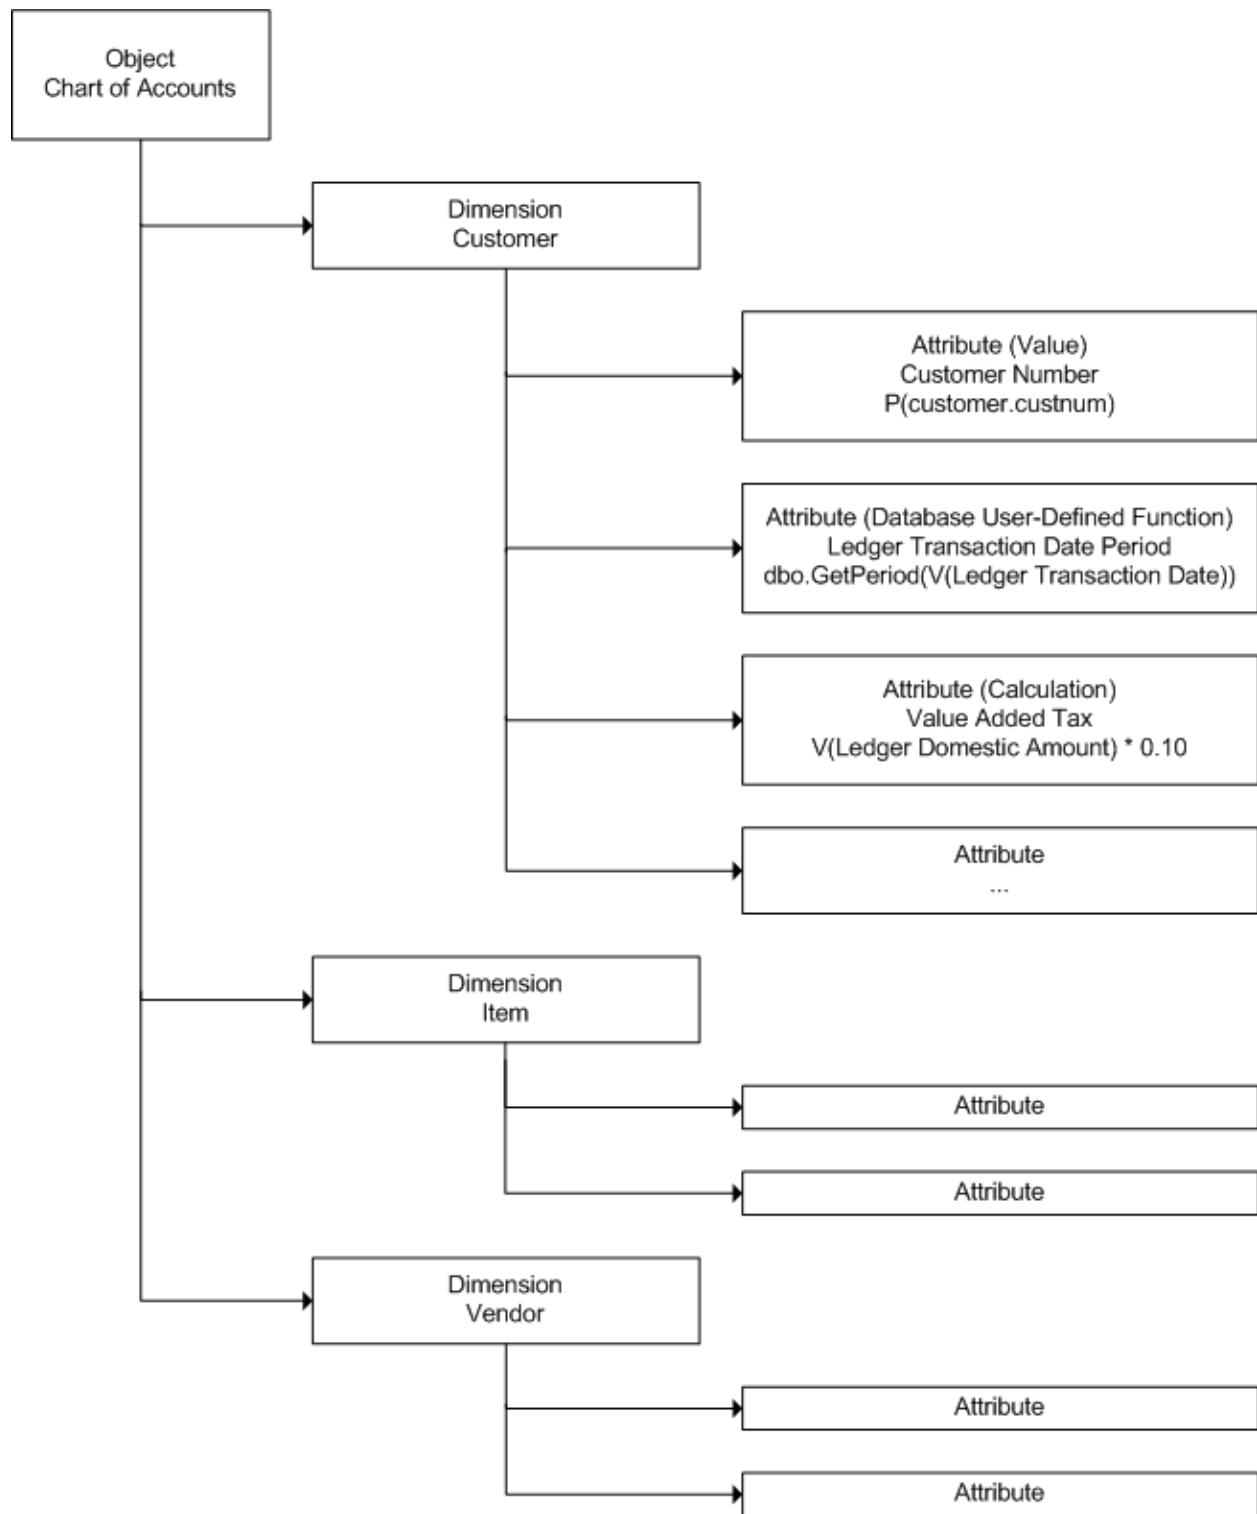 Object
Chart of Accounts
Dimension
Customer
Attribute (Value)
Customer Number
P(customer.custnum)
Attribute (Database User-Defined Function)
Ledger Transaction Date Period
dbo.GetPeriod(V(Ledger Transaction Date))
Attribute (Calculation)
Value Added Tax
V(Ledger Domestic Amount) * 0.10
Attribute
...
Dimension
Item
Attribute
Attribute
Dimension
Vendor
Attribute
Attribute